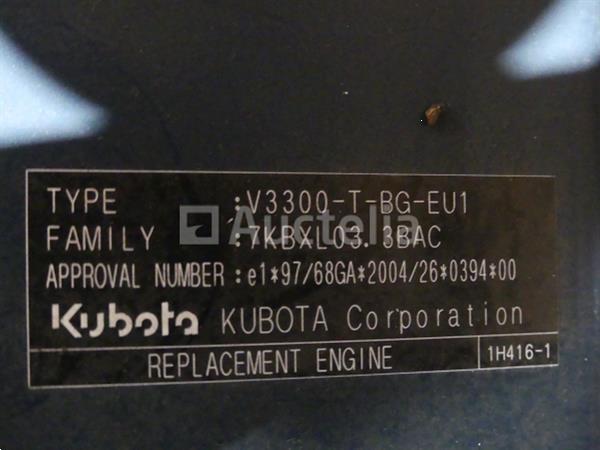 TYPE :V3300-T-BG-EU1
Auctelia
FAMILY :7KBXL03.3BAC
APPROVAL NUMBER :e1*97/68GA*2004/26*0394*00
Kubota KUBOTA Corporation
REPLACEMENT ENGINE 1H416-1